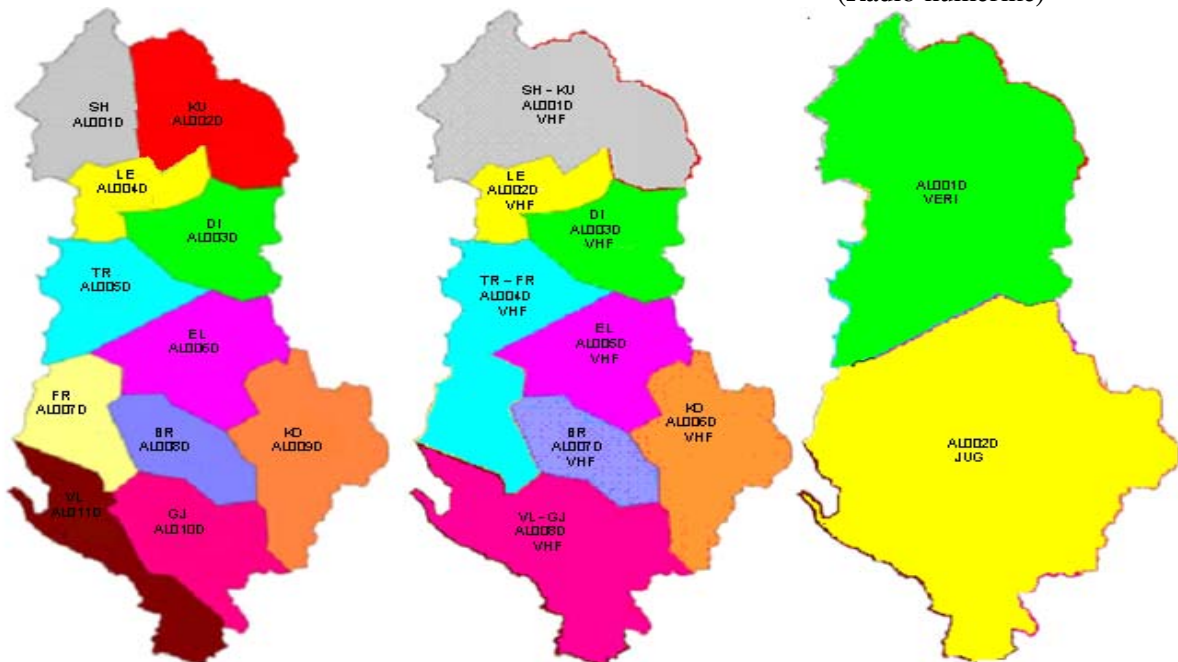 (Radio numerike)
SH
AL001D
KU
AL002D
LE
AL004D
DI
AL003D
TR
AL005D
EL
AL006D
FR
AL007D
BR
AL008D
KO
AL009D
VL
AL011D
GJ
AL010D
SH - KU
AL001D
VHF
LE
AL002D
VHF
DI
AL003D
VHF
TR - FR
AL004D
VHF
EL
AL005D
VHF
KO
AL006D
VHF
BR
AL007D
VHF
VL-GJ
AL008D
VHF
AL001D
VERI
AL002D
JUG